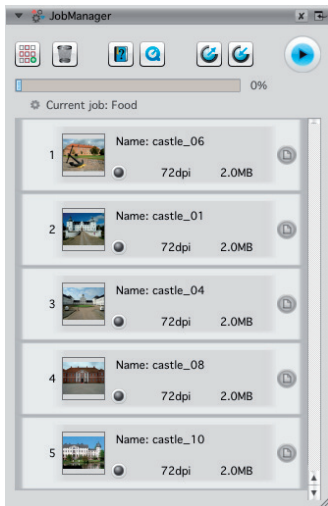 JobManager
0%
Current job: Food
Name: castle_06
1
72dpi 2.0MB
Name: castle_01
2
72dpi 2.0MB
Name: castle_04
3
72dpi 2.0MB
Name: castle_08
4
72dpi 2.0MB
Name: castle_10
5
72dpi 2.0MB